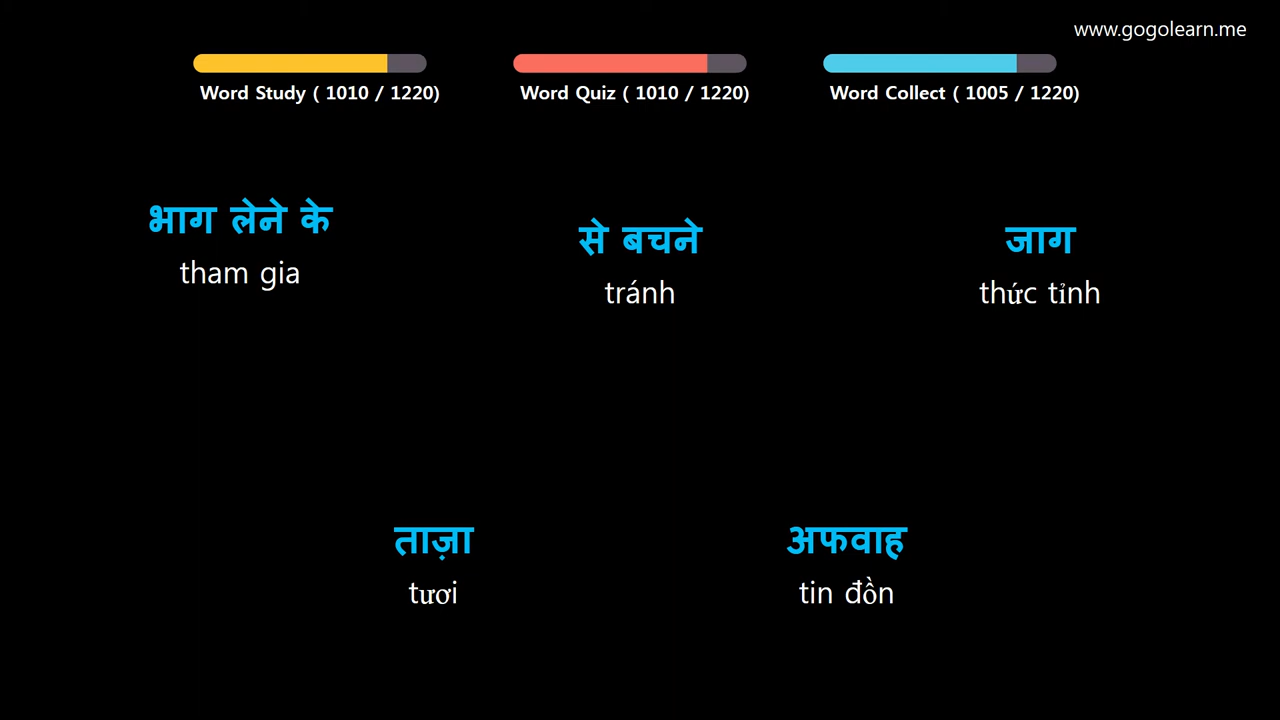 www.gogolearn.me
Word Study ( 1010 / 1220)
Word Quiz ( 1010 / 1220)
Word Collect ( 1005 / 1220)
भाग लेने के
tham gia
से बचने
tránh
जाग
thức tỉnh
ताज़ा
tươi
अफवाह
tin đồn